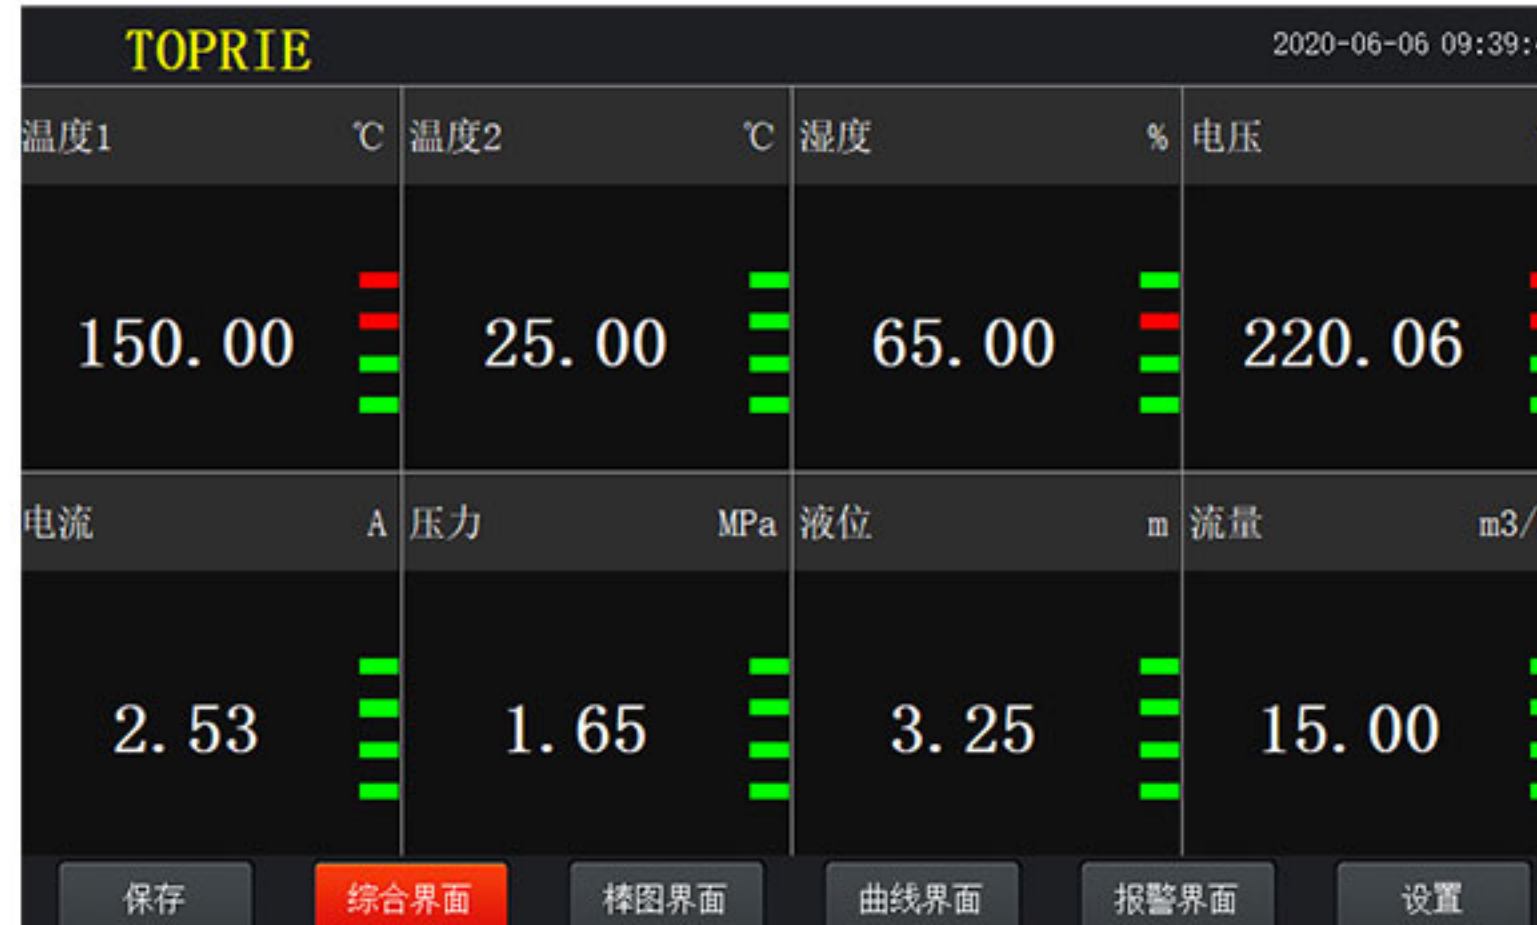 TOPRIE 2020-06-06 09:39:
温度1 ℃ 温度2 ℃ 湿度 % 电压
150.00 25.00 65.00 220.06
电流 A 压力 MPa 液位 m 流量 m3/
2.53 1.65 3.25 15.00
保存 综合界面 棒图界面 曲线界面 报警界面 设置